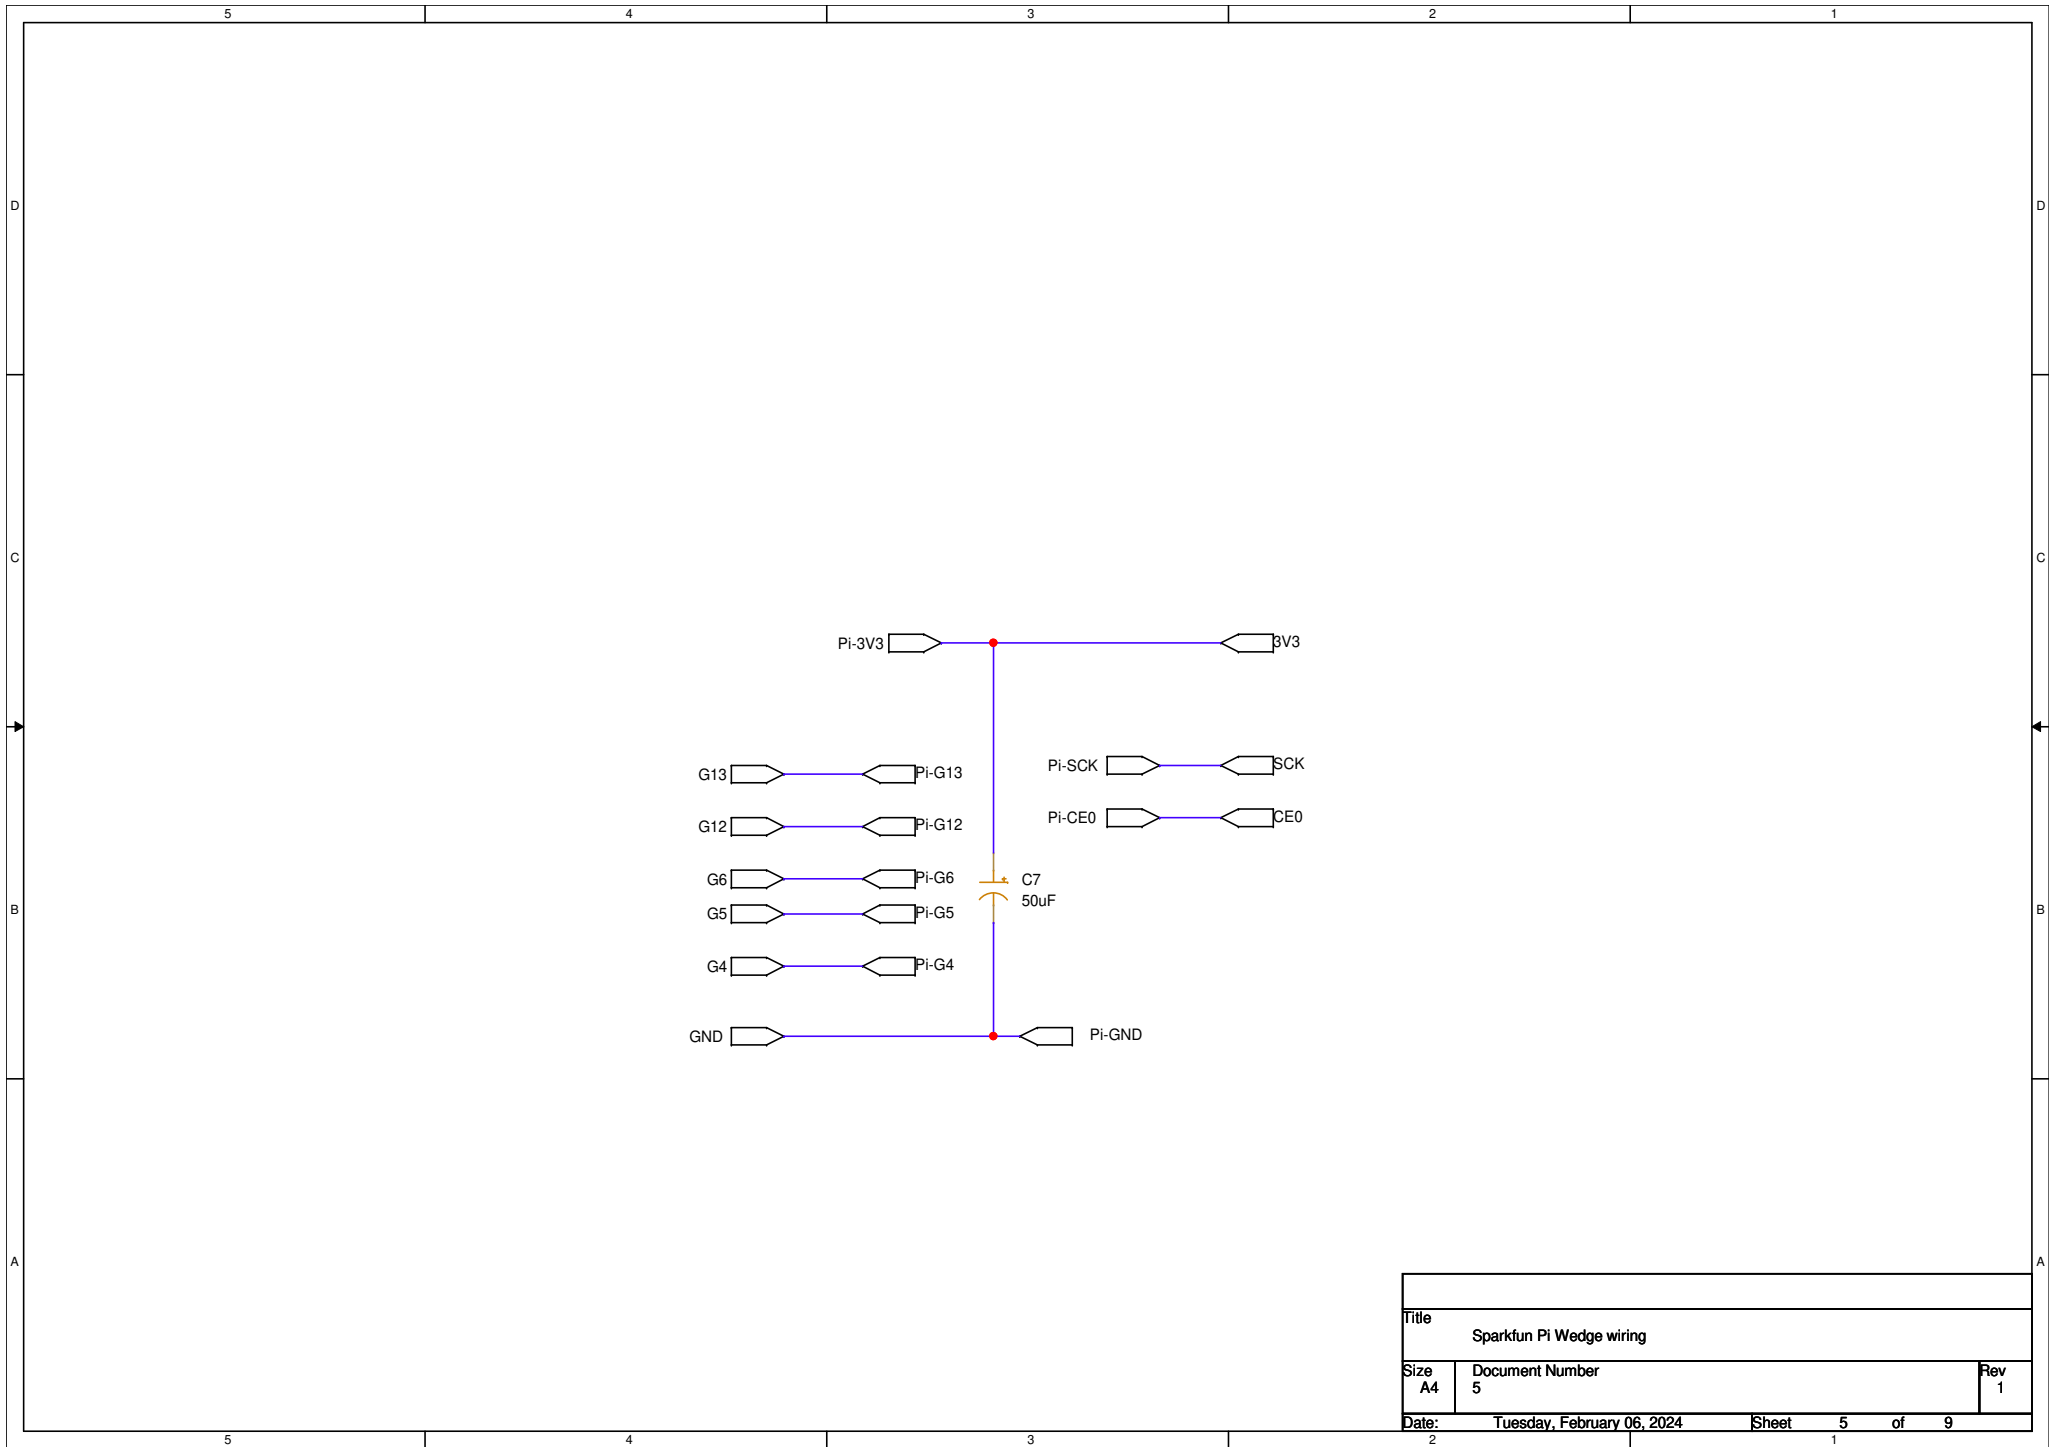 5 4 3 2 1
D D
C C
Pi-3V3 3V3
G13 Pi-G13 Pi-SCK SCK
G12 Pi-G12 Pi-CE0 CE0
G6 Pi-G6 C7
50uF
G5 Pi-G5
B B
G4 Pi-G4
GND Pi-GND
A A
Title
Sparkfun Pi Wedge wiring
Size Document Number Rev
A4 5 1
Date: Tuesday, February 06, 2024 Sheet 5 of 9
5 4 3 2 1